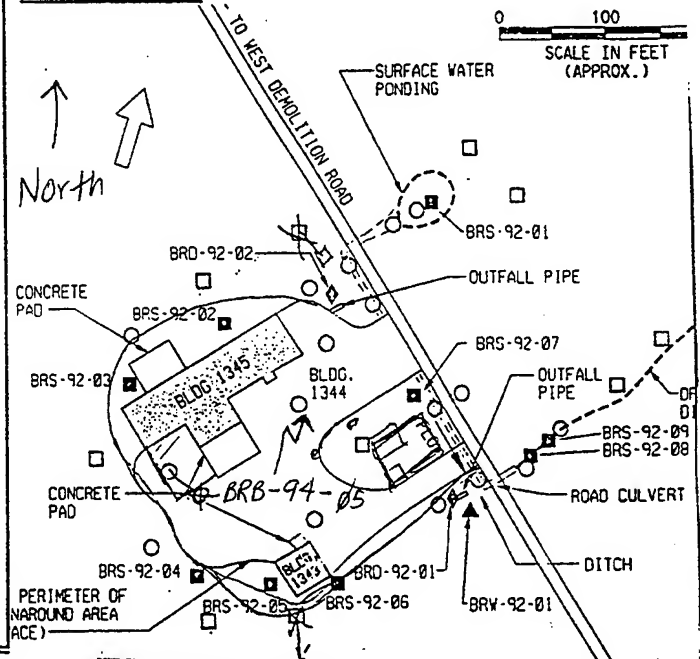 0 100
SCALE IN FEET
(APPROX.)
TO WEST DEMOLITION ROAD
SURFACE WATER
PONDING
North
BRS-92-01
BRD-92-02
OUTFALL PIPE
CONCRETE
PAD
BRS-92-02
BRS-92-07
BLDG 1345
BLDG.
1344
OUTFALL
PIPE
BRS-92-03
BRS-92-09
BRS-92-08
CONCRETE
PAD
BRB-94-05
ROAD CULVERT
BLDG.
1343
DITCH
BRS-92-04
BRD-92-01
PERIMETER OF
NAROUND AREA
ACE)
BRS-92-05
BRS-92-06
BRW-92-01